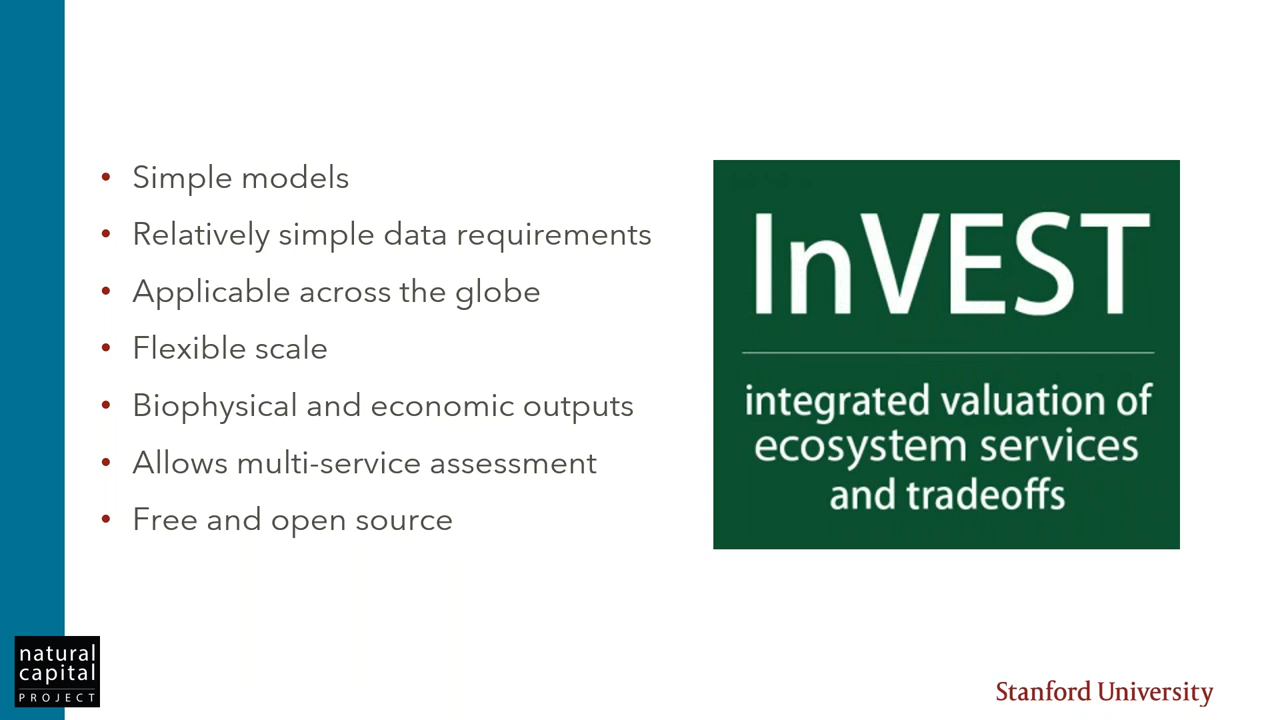 • Simple models
• Relatively simple data requirements
• Applicable across the globe
• Flexible scale
• Biophysical and economic outputs
• Allows multi-service assessment
• Free and open source
InVEST
integrated valuation of
ecosystem services
and tradeoffs
natural
capital
PROJECT
Stanford University